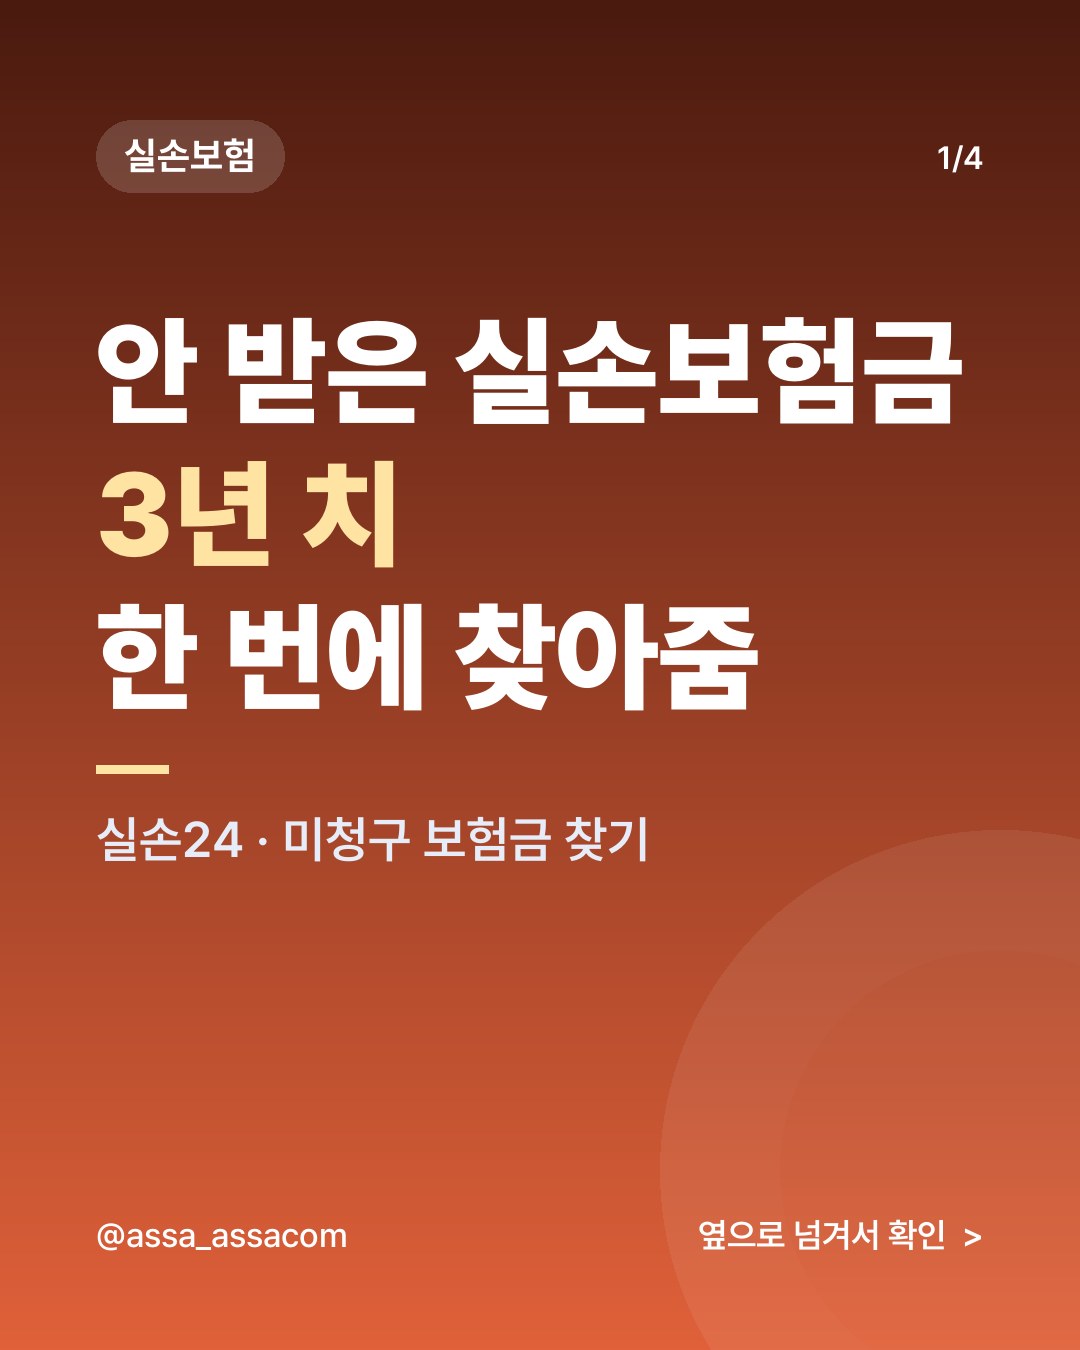 실손보험
1/4
안 받은 실손보험금
3년 치
한 번에 찾아줌
실손24 · 미청구 보험금 찾기
@assa_assacom
옆으로 넘겨서 확인 >